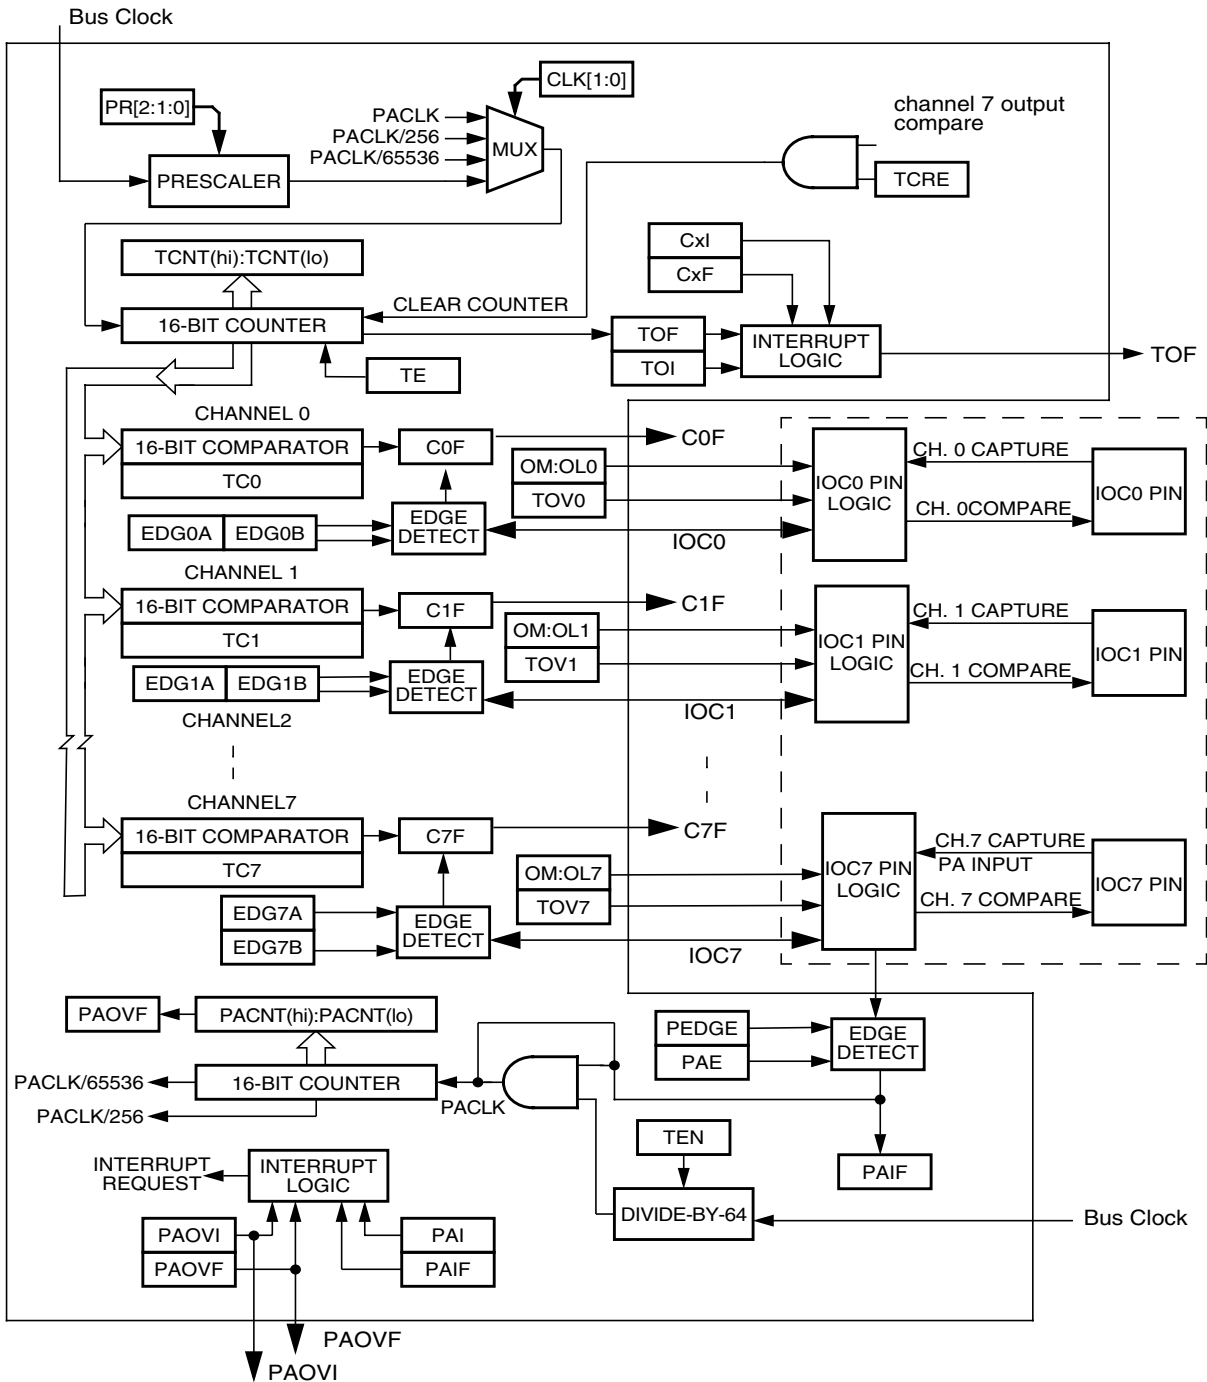 Bus Clock
CLK[1:0]
PR[2:1:0]
channel 7 output
compare
PACLK
PACLK/256
PACLK/65536
MUX
PRESCALER
TCRE
CxI
CxF
TCNT(hi):TCNT(lo)
CLEAR COUNTER
16-BIT COUNTER
TE
TOF
TOI
INTERRUPT
LOGIC
TOF
CHANNEL 0
16-BIT COMPARATOR
TC0
C0F
C0F
OM:OL0
TOV0
EDG0A
EDG0B
EDGE
DETECT
IOC0
IOC0 PIN
LOGIC
CH. 0 CAPTURE
CH. 0COMPARE
IOC0 PIN
CHANNEL 1
16-BIT COMPARATOR
TC1
C1F
C1F
OM:OL1
TOV1
EDG1A
EDG1B
EDGE
DETECT
IOC1
IOC1 PIN
LOGIC
CH. 1 CAPTURE
CH. 1 COMPARE
IOC1 PIN
CHANNEL2
CHANNEL7
16-BIT COMPARATOR
TC7
C7F
C7F
OM:OL7
TOV7
EDG7A
EDG7B
EDGE
DETECT
IOC7
IOC7 PIN
LOGIC
CH.7 CAPTURE
PA INPUT
CH. 7 COMPARE
IOC7 PIN
PAOVF
PACNT(hi):PACNT(lo)
PEDGE
PAE
EDGE
DETECT
PACLK/65536
16-BIT COUNTER
PACLK
PACLK/256
TEN
PAIF
INTERRUPT
REQUEST
INTERRUPT
LOGIC
DIVIDE-BY-64
Bus Clock
PAOVI
PAOVF
PAI
PAIF
PAOVF
PAOVI